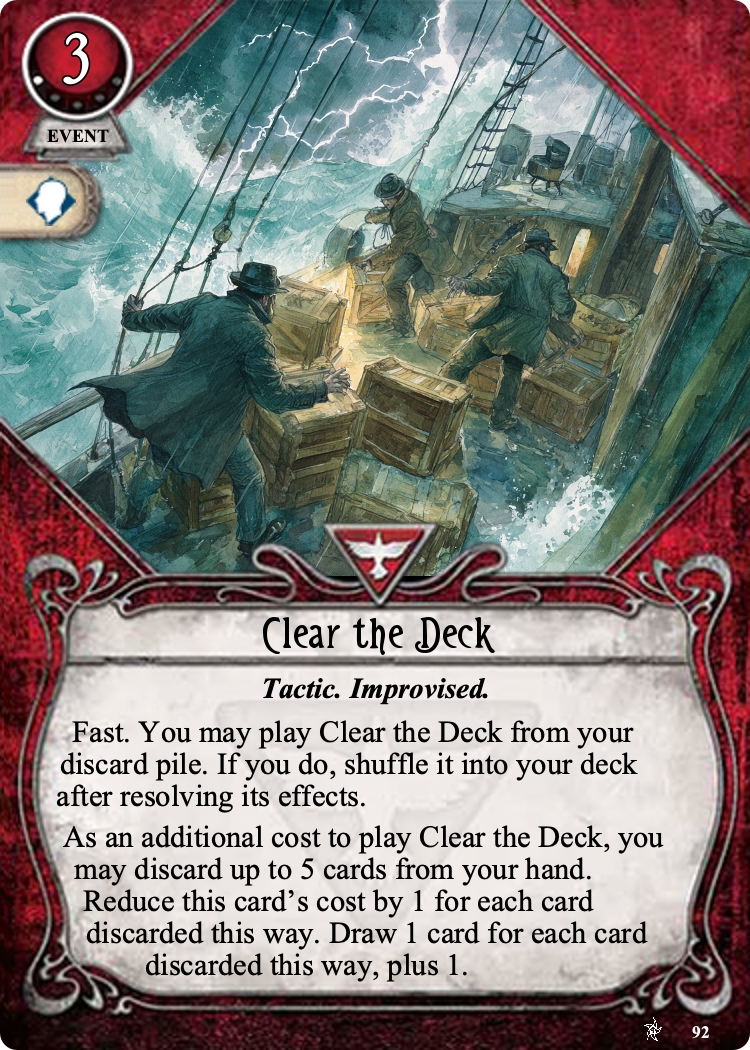 3
EVENT
Clear the Deck
Tactic. Improvised.
Fast. You may play Clear the Deck from your
discard pile. If you do, shuffle it into your deck
after resolving its effects.
As an additional cost to play Clear the Deck, you
may discard up to 5 cards from your hand.
Reduce this card’s cost by 1 for each card
discarded this way. Draw 1 card for each card
discarded this way, plus 1.
92